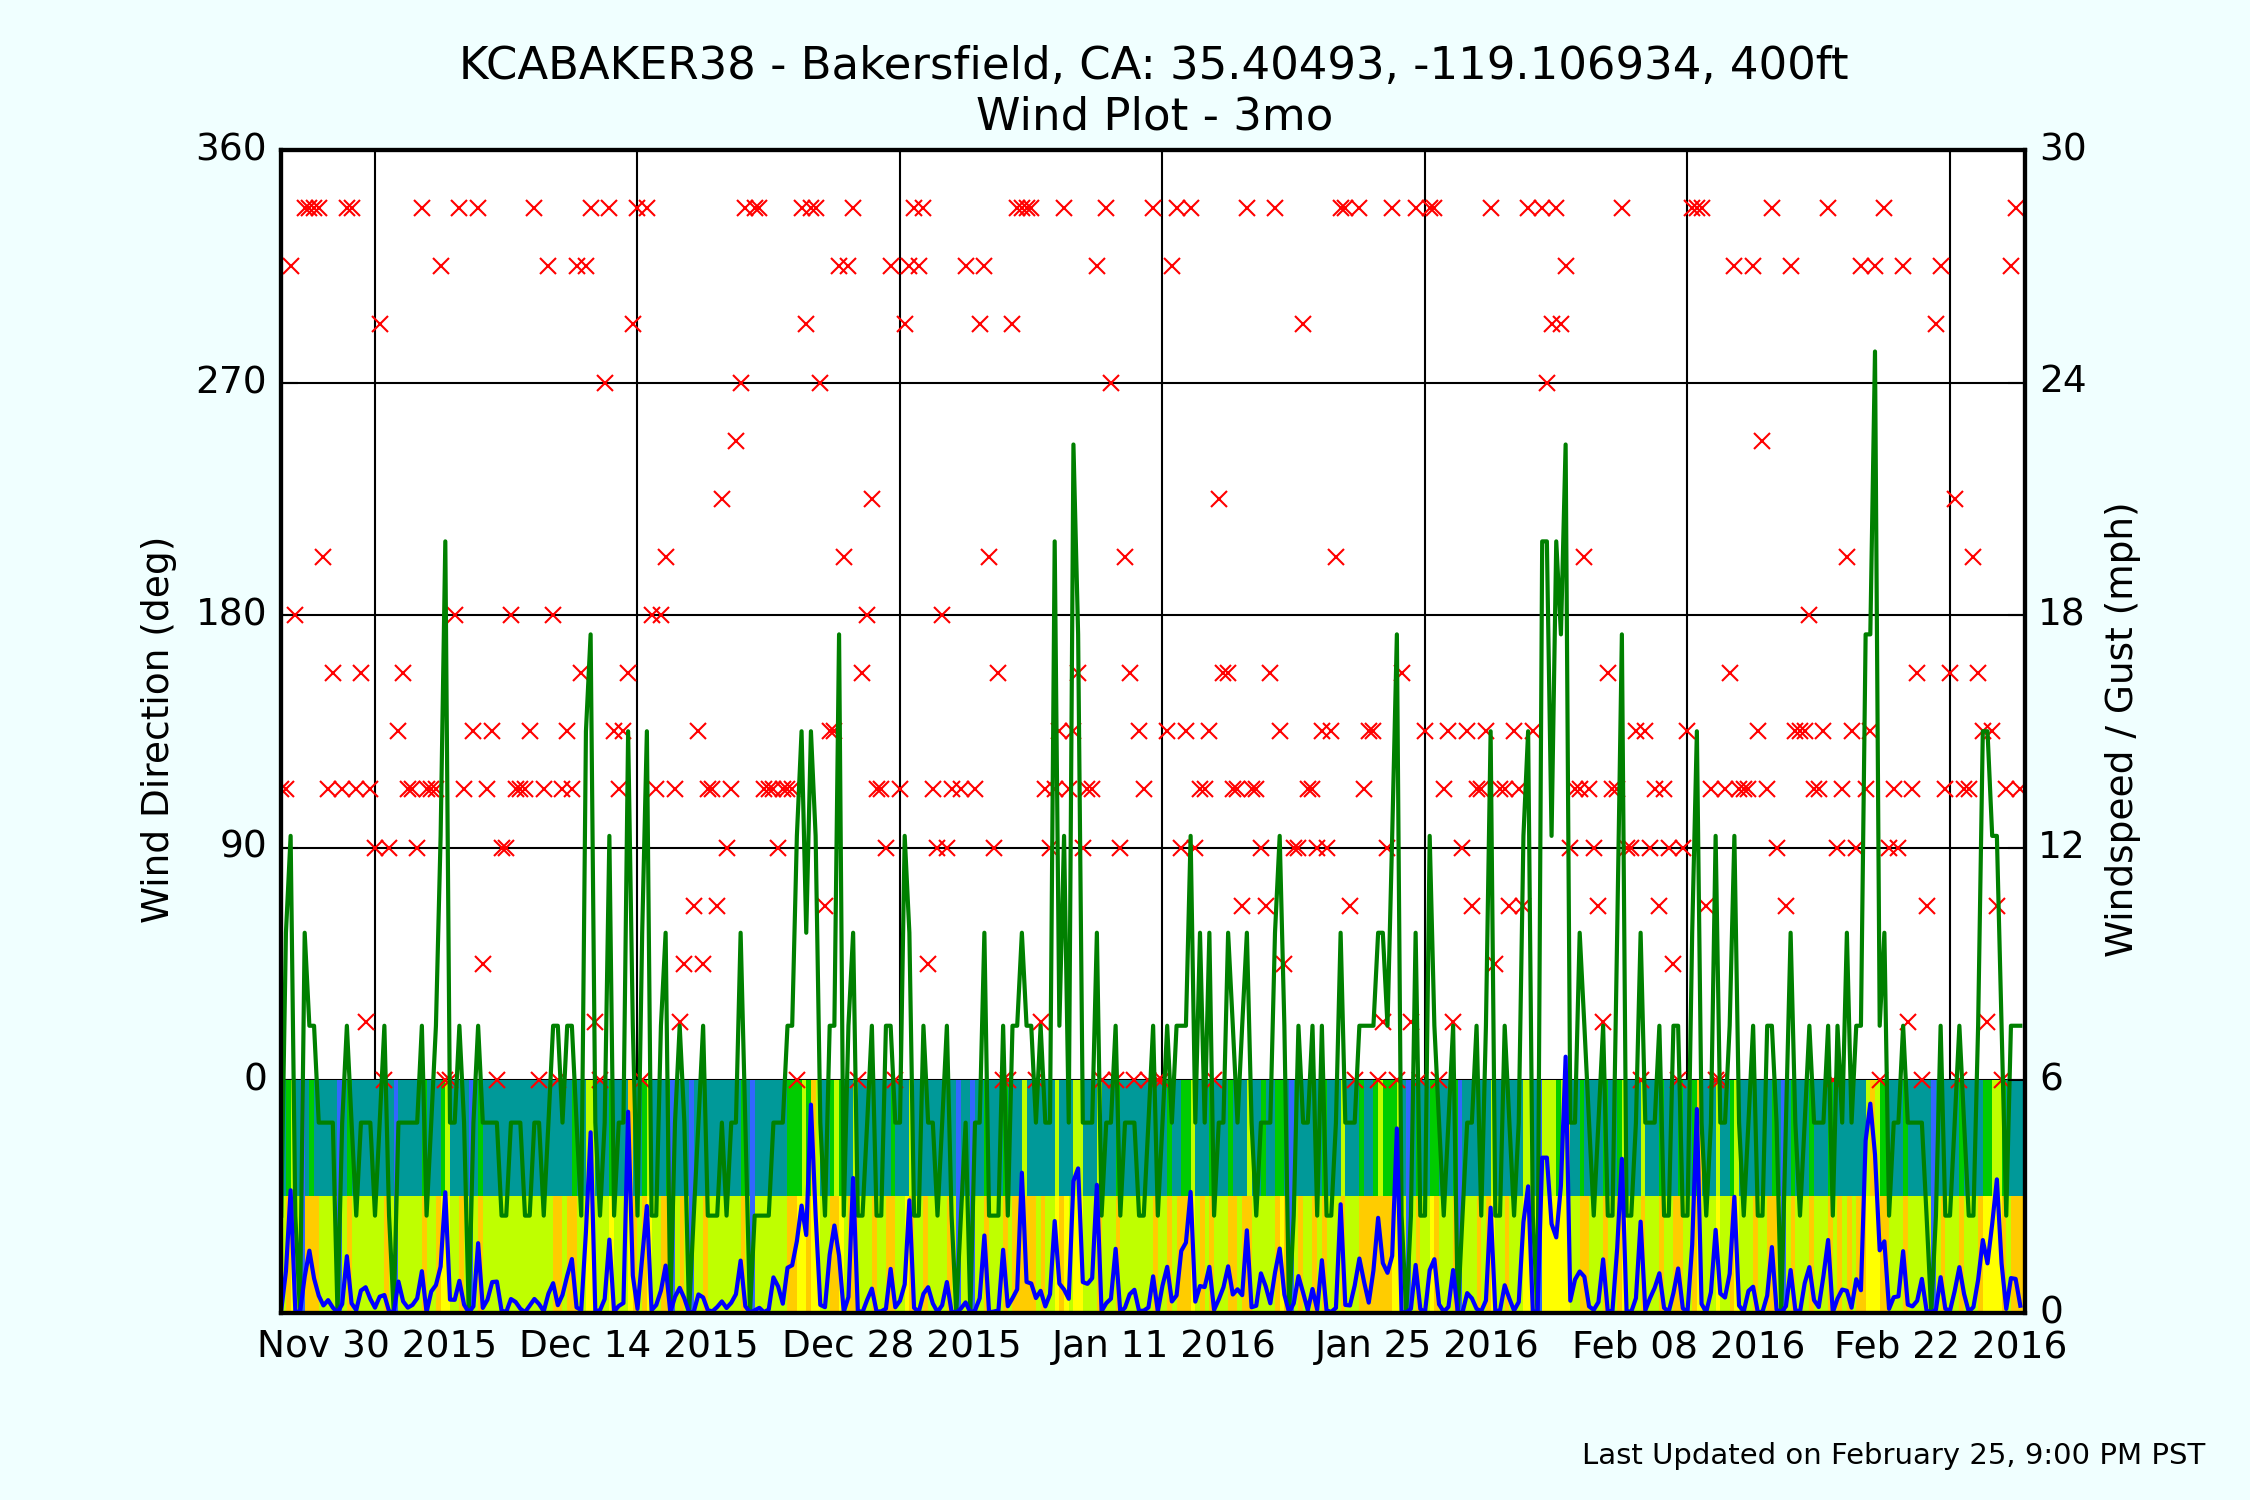 KCABAKER38 - Bakersfield, CA: 35.40493, -119.106934, 400ft
Wind Plot - 3mo
360
270
180
90
0
Wind Direction (deg)
30
24
18
12
6
0
Windspeed / Gust (mph)
Nov 30 2015 Dec 14 2015 Dec 28 2015 Jan 11 2016 Jan 25 2016 Feb 08 2016 Feb 22 2016
Last Updated on February 25, 9:00 PM PST